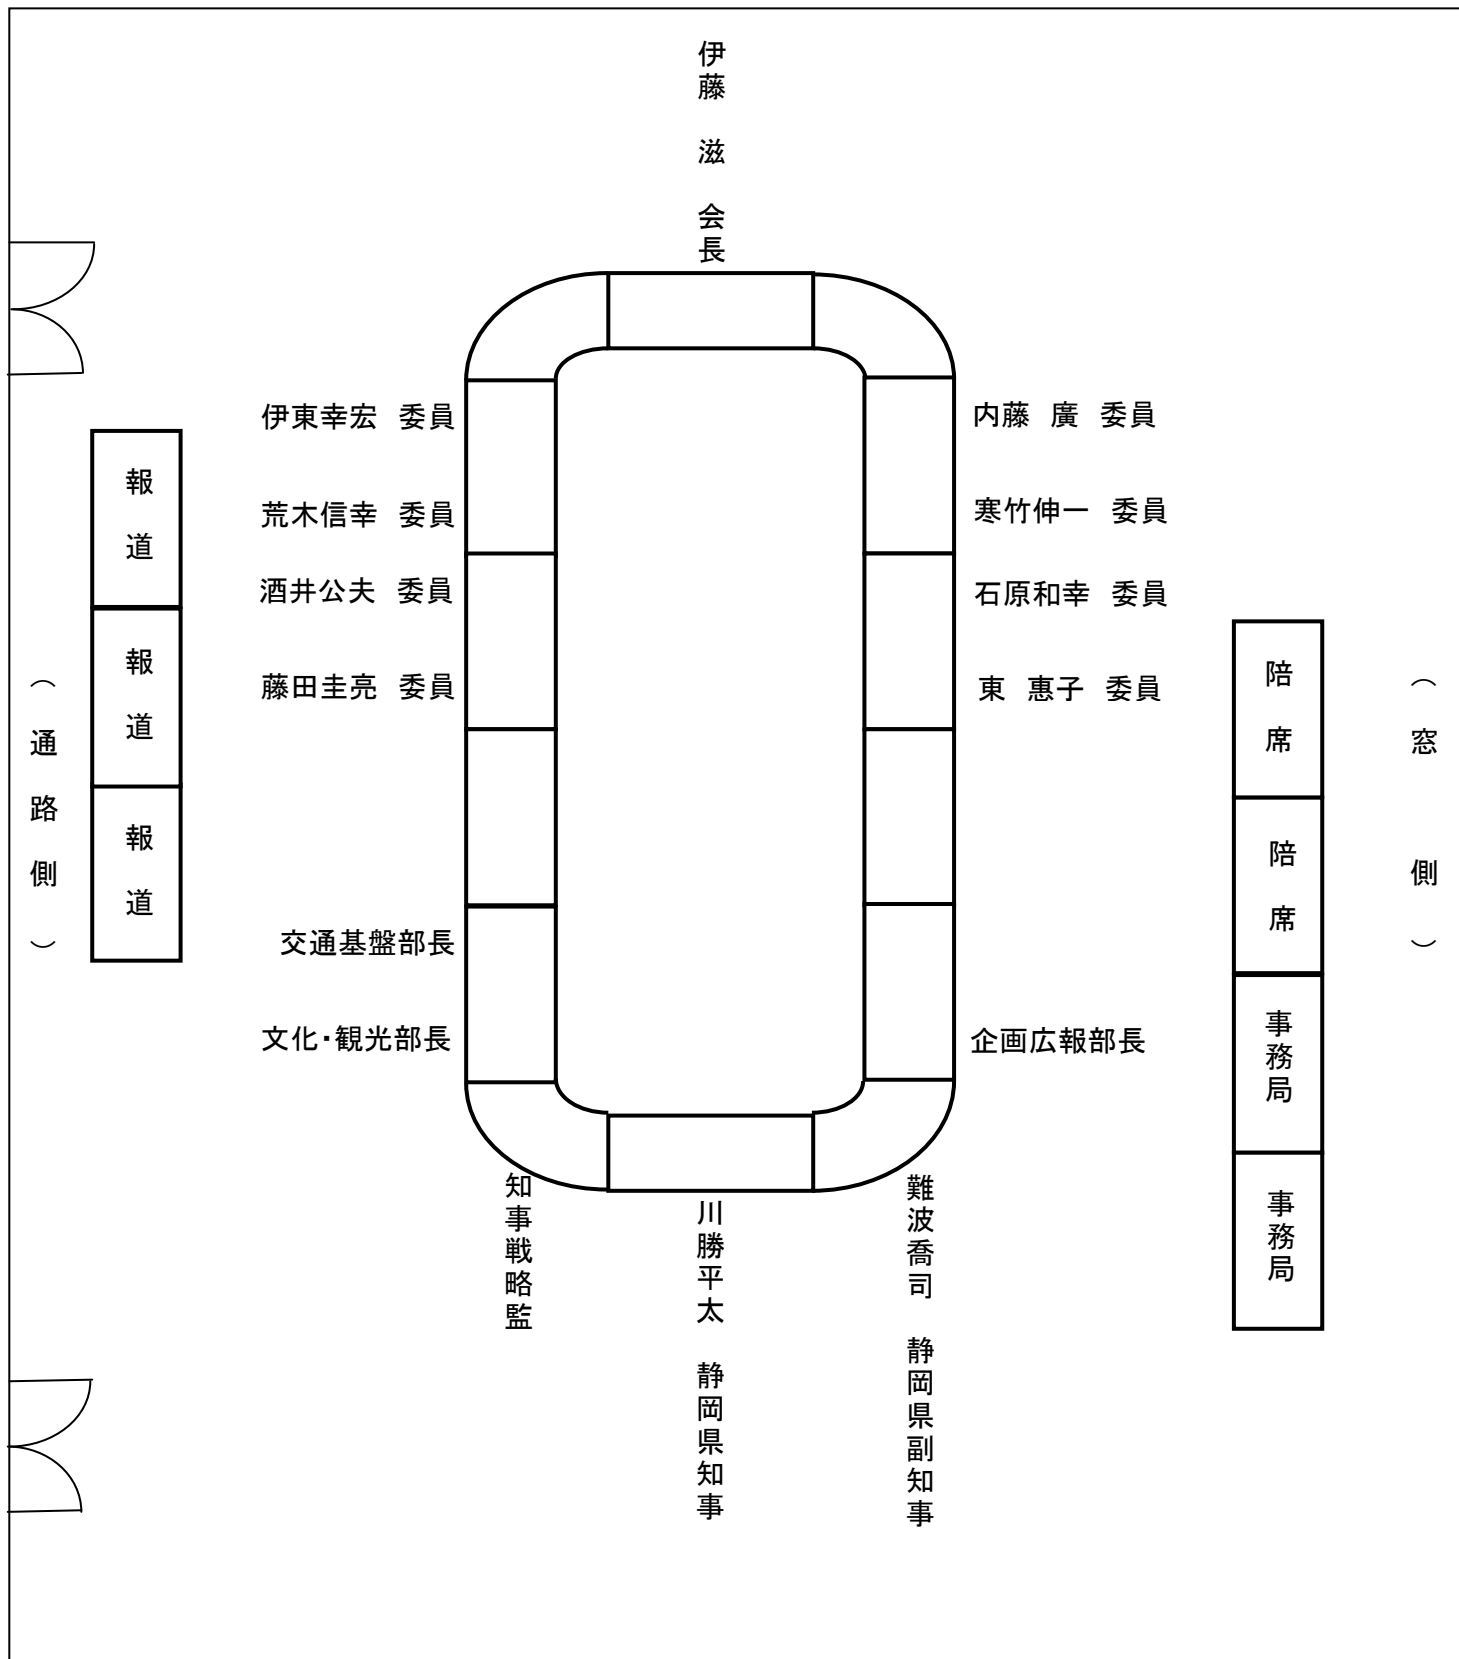 伊藤　滋　会長
伊東幸宏　委員
荒木信幸　委員
酒井公夫　委員
藤田圭亮　委員
交通基盤部長
文化・観光部長
内藤　廣　委員
寒竹伸一　委員
石原和幸　委員
東　惠子　委員
企画広報部長
知事戦略監
川勝平太　静岡県知事
難波喬司　静岡県副知事
報道
報道
報道
（通路側）
陪席
陪席
事務局
事務局
（窓　側）